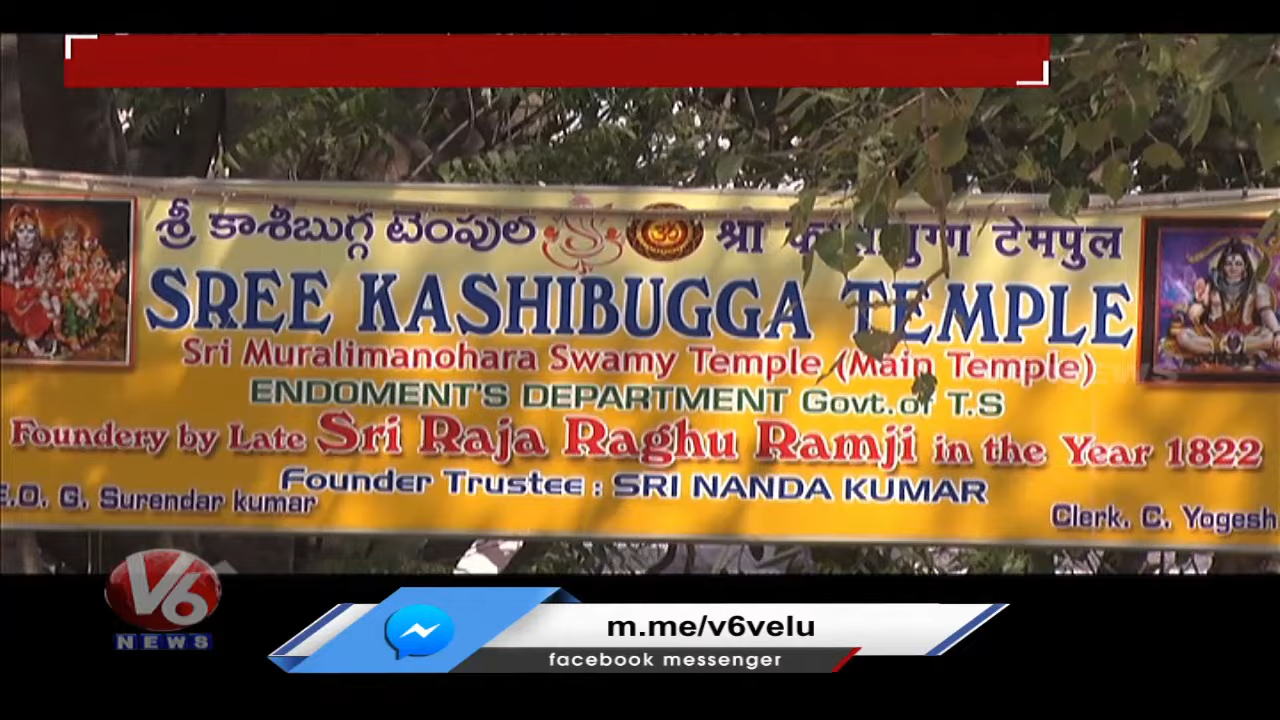 శ్రీ కాశీబుగ్గ టెంపుల श्री टेमपुल
SREE KASHIBUGGA TEMPLE
Sri Muralimanohara Swamy Temple (Main Temple)
ENDOMENT'S DEPARTMENT Govt.of T.S
Foundery by Late Sri Raja Raghu Ramji in the Year 1822
Founder Trustee : SRI NANDA KUMAR
E.O. G. Surendar kumar
Clerk. C. Yogesh
V6
NEWS
m.me/v6velu
facebook messenger